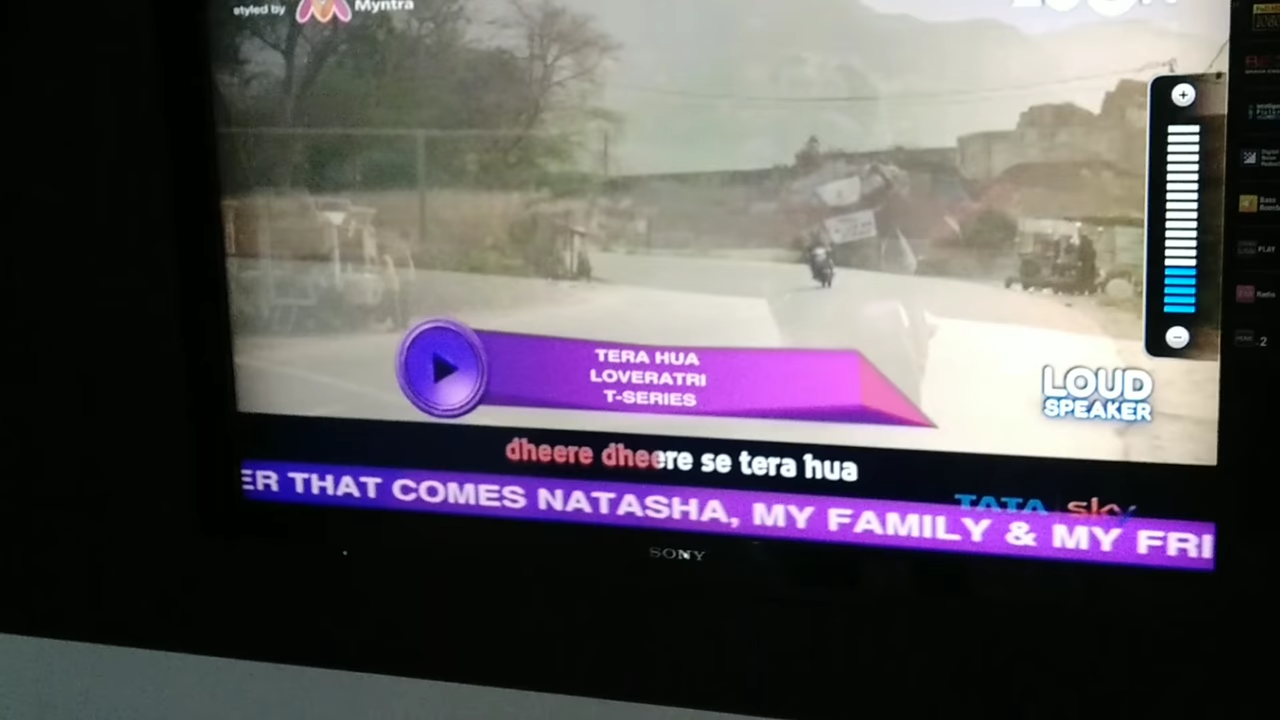 styled by Myntra
TERA HUA
LOVERATRI
T-SERIES
LOUD
SPEAKER
dheere dheere se tera hua
TATA sky
ER THAT COMES NATASHA, MY FAMILY & MY FRI
SONY